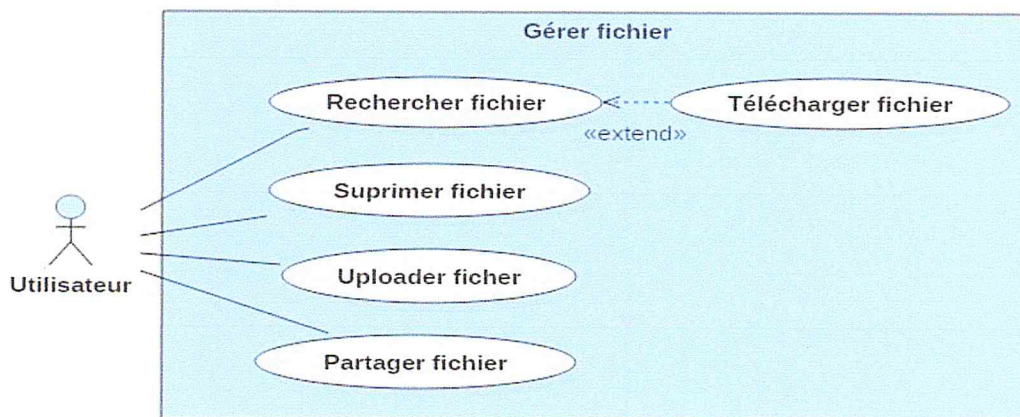 Gérer fichier
Rechercher fichier
Télécharger fichier
«extend»
Suprimer fichier
Utilisateur
Uploader ficher
Partager fichier